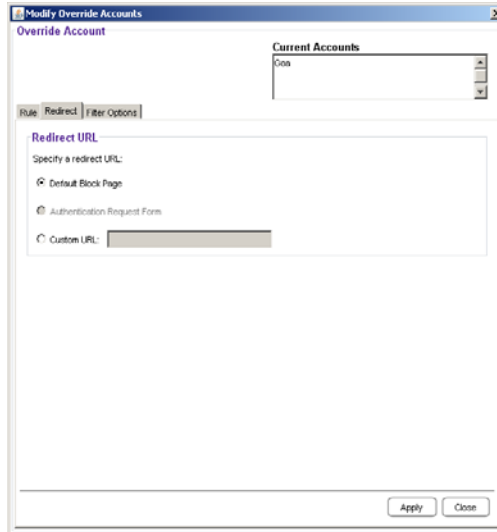 Modify Override Accounts
Override Account
Current Accounts
Goa
Rule Redirect Filter Options
Redirect URL
Specify a redirect URL:
Default Block Page
Authentication Request Form
Custom URL:
Apply Close